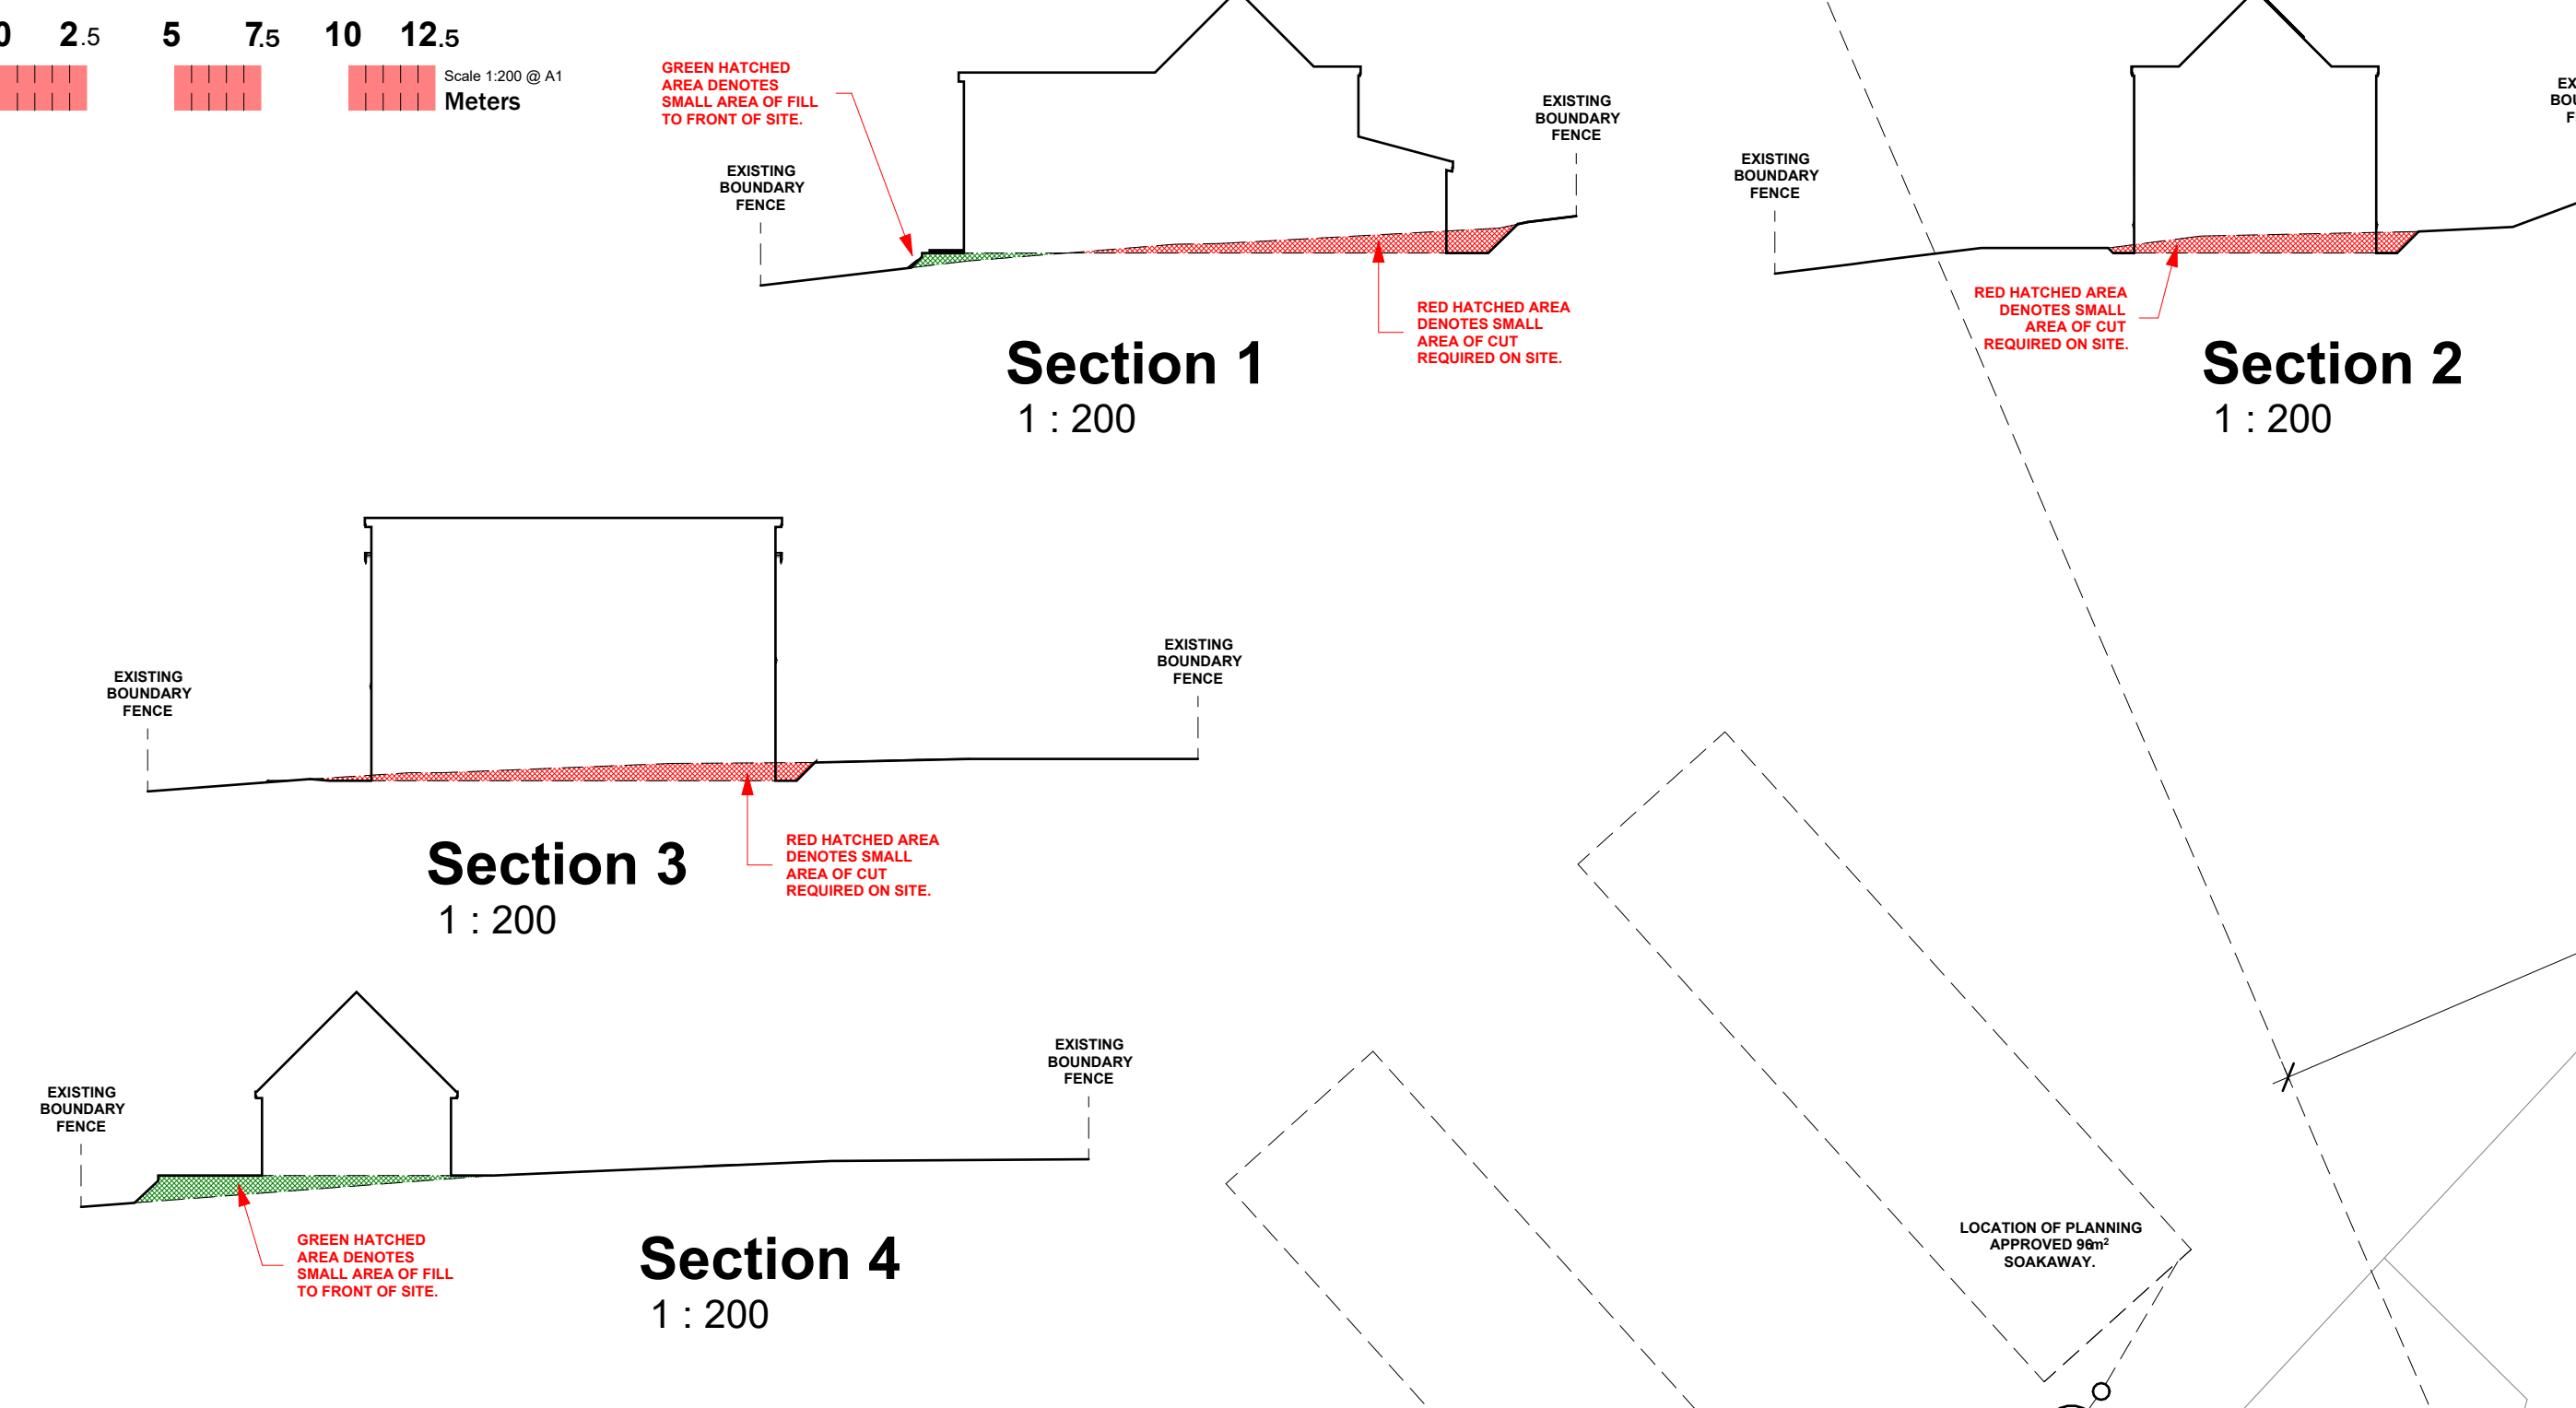 0 2.5 5 7.5 10 12.5
Scale 1:200 @ A1
Meters
GREEN HATCHED
AREA DENOTES
SMALL AREA OF FILL
TO FRONT OF SITE.
EXISTING
BOUNDARY
FENCE
EXISTING
BOUNDARY
FENCE
RED HATCHED AREA
DENOTES SMALL
AREA OF CUT
REQUIRED ON SITE.
Section 1
1 : 200
EXISTING
BOUNDARY
FENCE
EX
BOU
F
RED HATCHED AREA
DENOTES SMALL
AREA OF CUT
REQUIRED ON SITE.
Section 2
1 : 200
EXISTING
BOUNDARY
FENCE
EXISTING
BOUNDARY
FENCE
RED HATCHED AREA
DENOTES SMALL
AREA OF CUT
REQUIRED ON SITE.
Section 3
1 : 200
EXISTING
BOUNDARY
FENCE
EXISTING
BOUNDARY
FENCE
GREEN HATCHED
AREA DENOTES
SMALL AREA OF FILL
TO FRONT OF SITE.
Section 4
1 : 200
LOCATION OF PLANNING
APPROVED 96m²
SOAKAWAY.